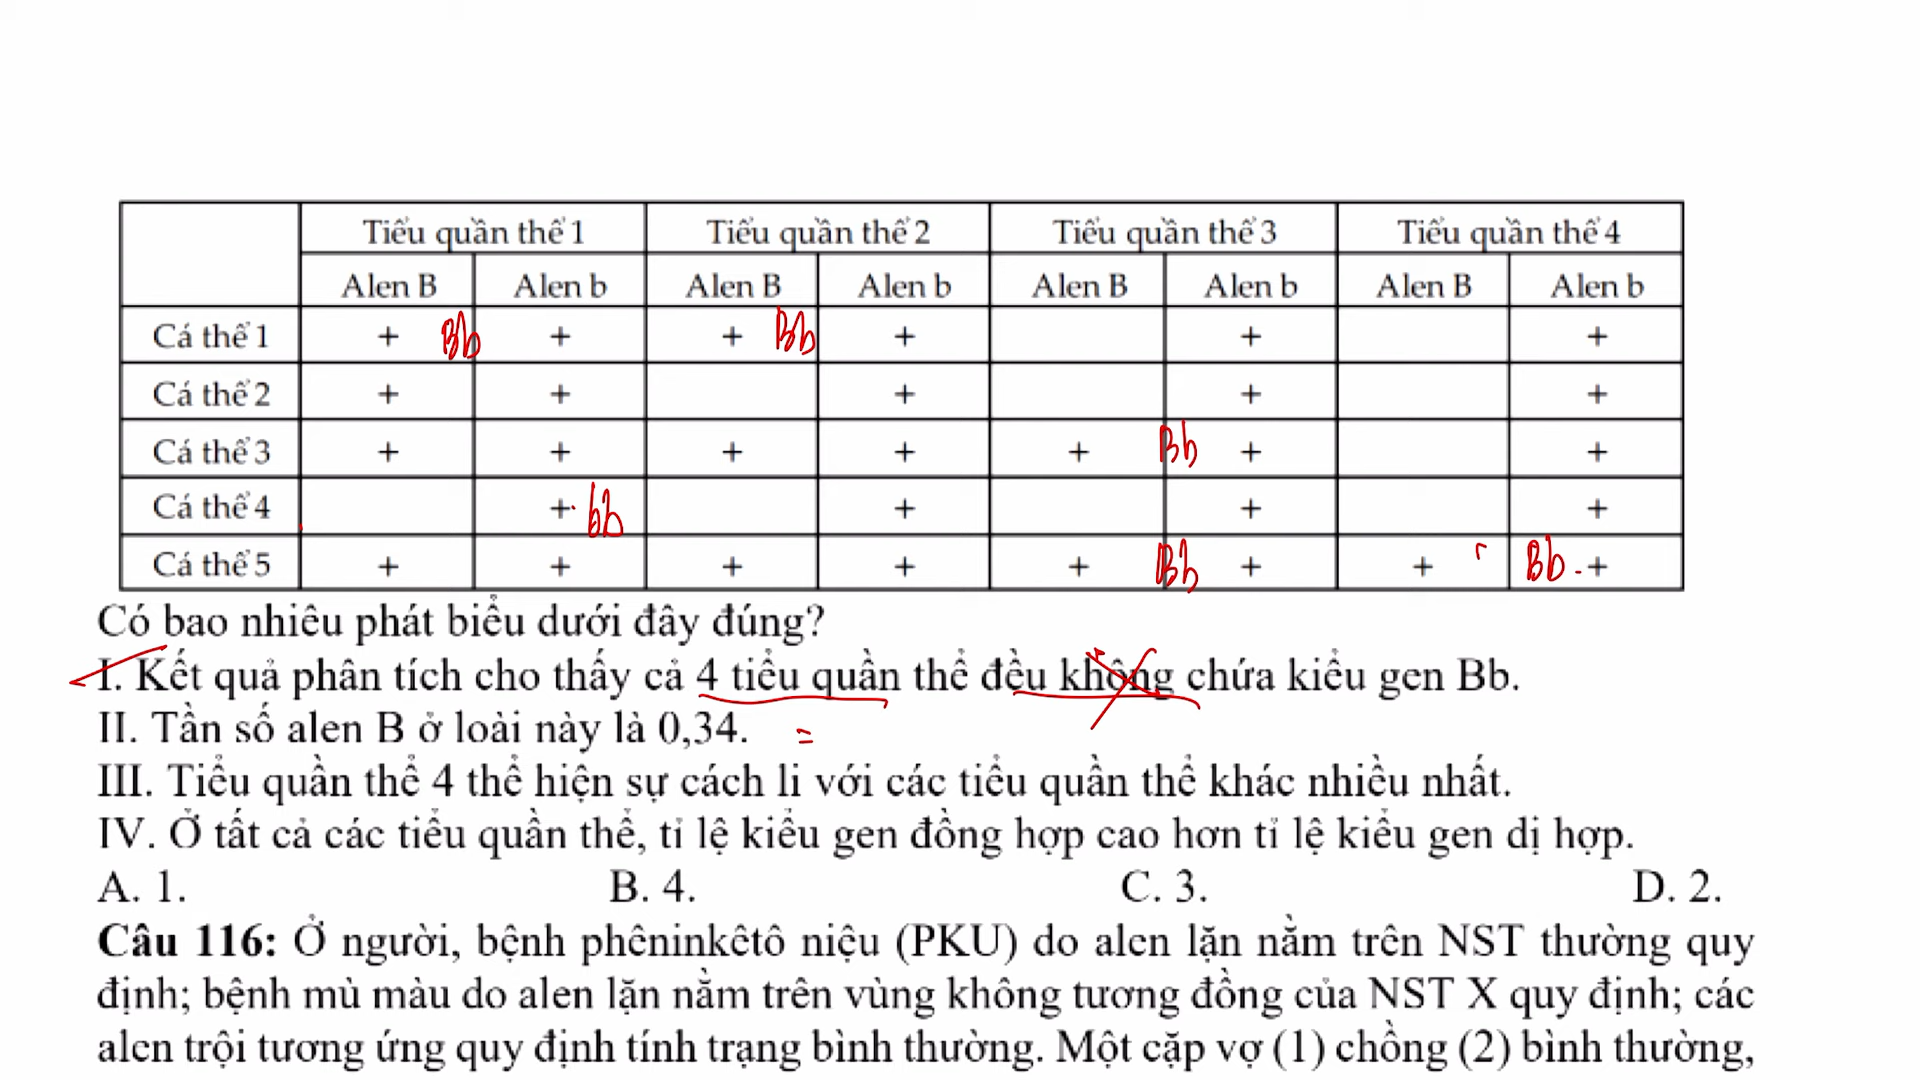 Tiểu quần thể 1 Tiểu quần thể 2 Tiểu quần thể 3 Tiểu quần thể 4
Alen B Alen b Alen B Alen b Alen B Alen b Alen B Alen b
Cá thể 1 + Bb + + Bb + + +
Cá thể 2 + + + + +
Cá thể 3 + + + + + Bb + +
Cá thể 4 + bb + + +
Cá thể 5 + + + + + Bb + + Bb +
Có bao nhiêu phát biểu dưới đây đúng?
I. Kết quả phân tích cho thấy cả 4 tiểu quần thể đều không chứa kiểu gen Bb.
II. Tần số alen B ở loài này là 0,34. =
III. Tiểu quần thể 4 thể hiện sự cách li với các tiểu quần thể khác nhiều nhất.
IV. Ở tất cả các tiểu quần thể, tỉ lệ kiểu gen đồng hợp cao hơn tỉ lệ kiểu gen dị hợp.
A. 1. B. 4. C. 3. D. 2.
Câu 116: Ở người, bệnh phêninkêtô niệu (PKU) do alen lặn nằm trên NST thường quy
định; bệnh mù màu do alen lặn nằm trên vùng không tương đồng của NST X quy định; các
alen trội tương ứng quy định tính trạng bình thường. Một cặp vợ (1) chồng (2) bình thường,